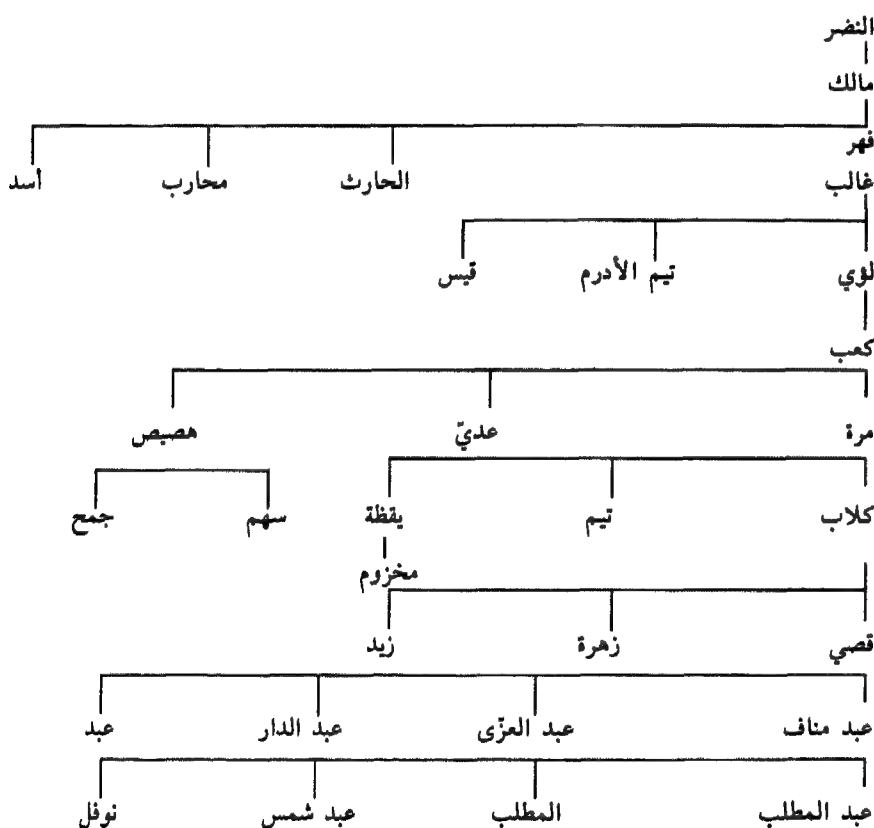 النضر
مالك
فهر
غالب الحارث محارب أسد
لؤي تيم الأدرم قيس
كعب
مرة عديّ هصيص
كلاب تيم يقظة سهم جمح
مخزوم
قصي زهرة زيد
عبد مناف عبد العزّى عبد الدار عبد
عبد المطلب المطلب عبد شمس نوفل